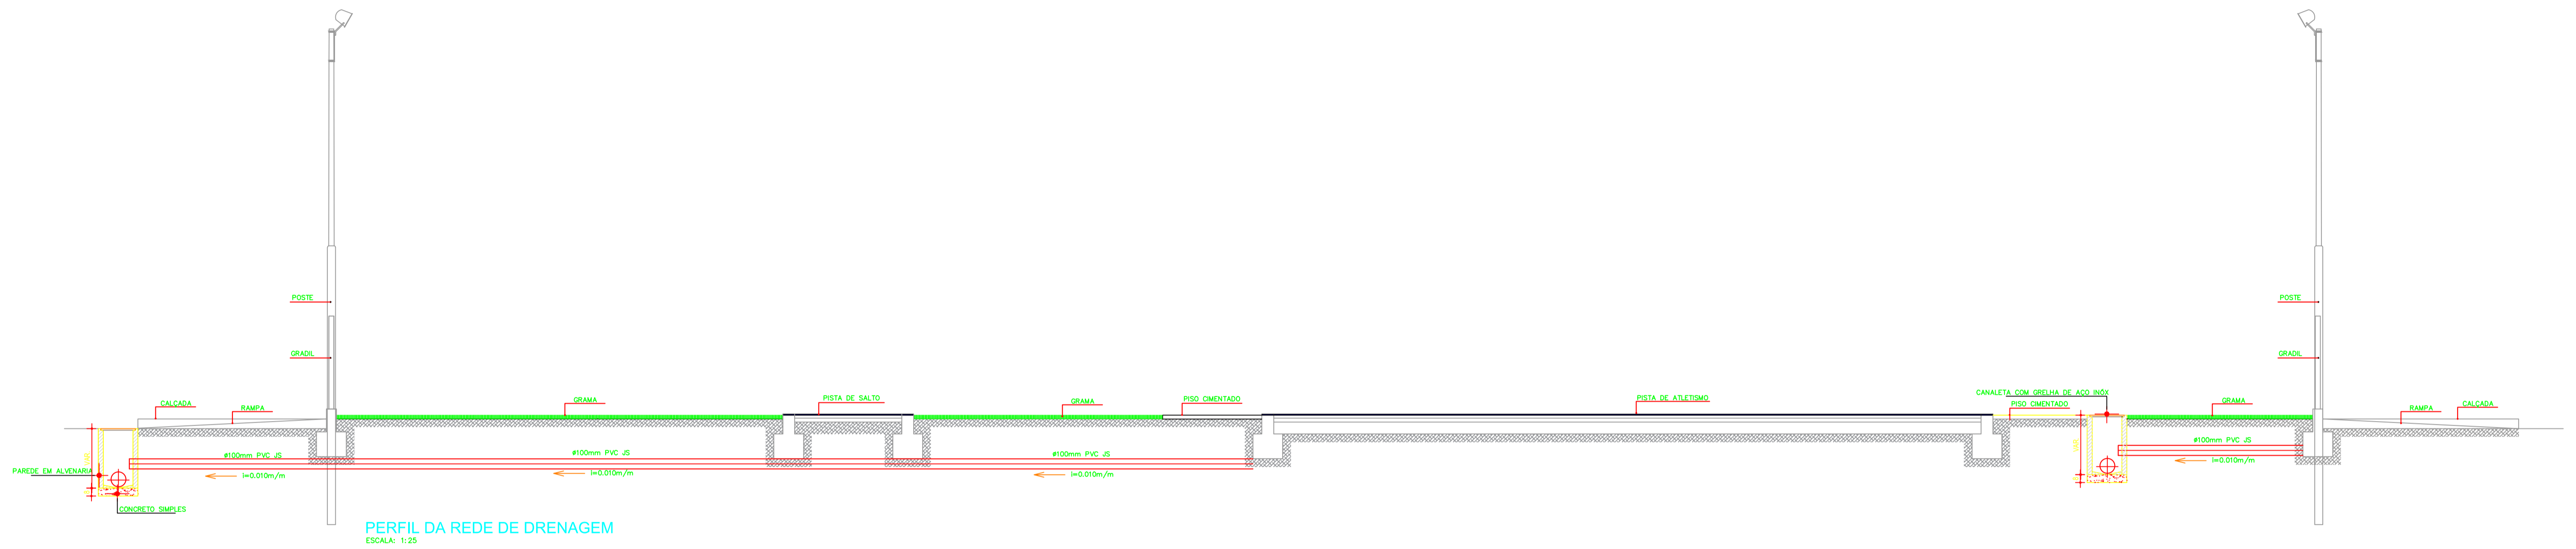 POSTE
POSTE
GRADIL
GRADIL
CALCADA
RAMPA
GRAMA
PISTA DE SALTO
GRAMA
PISO CIMENTADO
PISTA DE ATLETISMO
CANALETA COM GRELHA DE AÇO INÓX
PISO CIMENTADO
GRAMA
RAMPA
CALCADA
PAREDE EM ALVENARIA
ø100mm PVC JS
ø100mm PVC JS
ø100mm PVC JS
ø100mm PVC JS
i=0.010m/m
i=0.010m/m
i=0.010m/m
i=0.010m/m
CONCRETO SIMPLES
PERFIL DA REDE DE DRENAGEM
ESCALA: 1:25